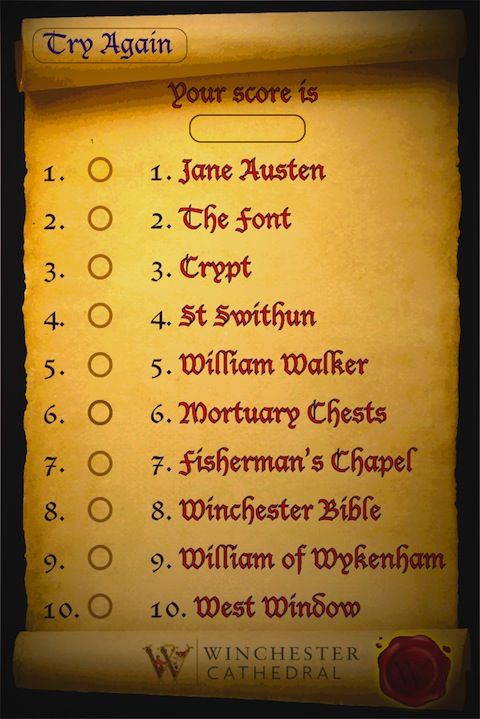 Try Again
Your score is
1. 1. Jane Austen
2. 2. The Font
3. 3. Crypt
4. 4. St Swithun
5. 5. William Walker
6. 6. Mortuary Chests
7. 7. Fisherman's Chapel
8. 8. Winchester Bible
9. 9. William of Wykenham
10. 10. West Window
W WINCHESTER
CATHEDRAL
W